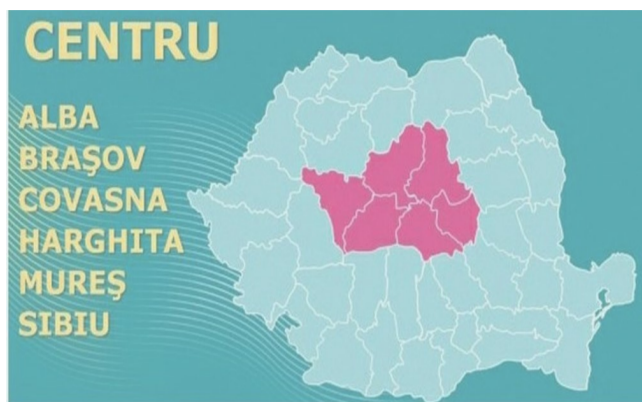 CENTRU
ALBA
BRAŞOV
COVASNA
HARGHITA
MUREŞ
SIBIU